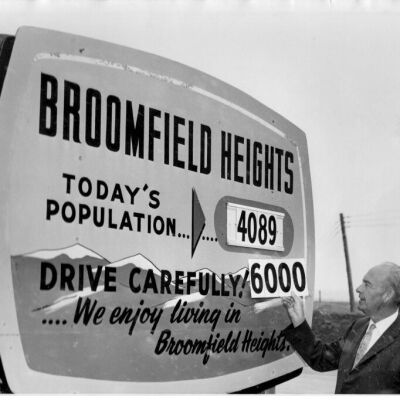 BROOMFIELD HEIGHTS
TODAY'S
POPULATION... ....
4089
DRIVE CAREFULLY! 6000
.... We enjoy living in
Broomfield Heights.